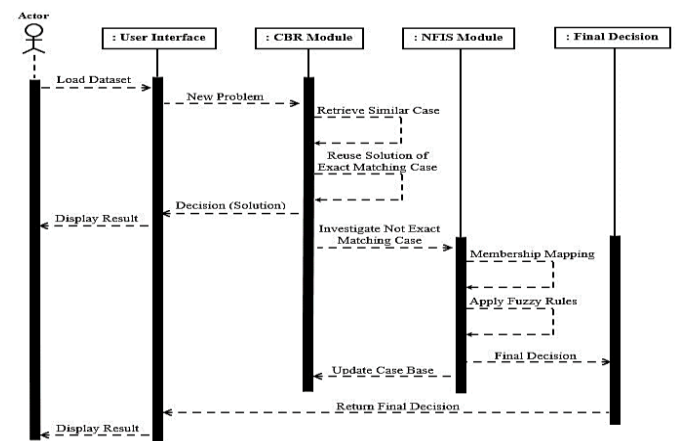 Actor
: User Interface
: CBR Module
: NFIS Module
: Final Decision
Load Dataset
New Problem
Retrieve Similar Case
Reuse Solution of
Exact Matching Case
Decision (Solution)
Display Result
Investigate Not Exact
Matching Case
Membership Mapping
Apply Fuzzy Rules
Final Decision
Update Case Base
Return Final Decision
Display Result